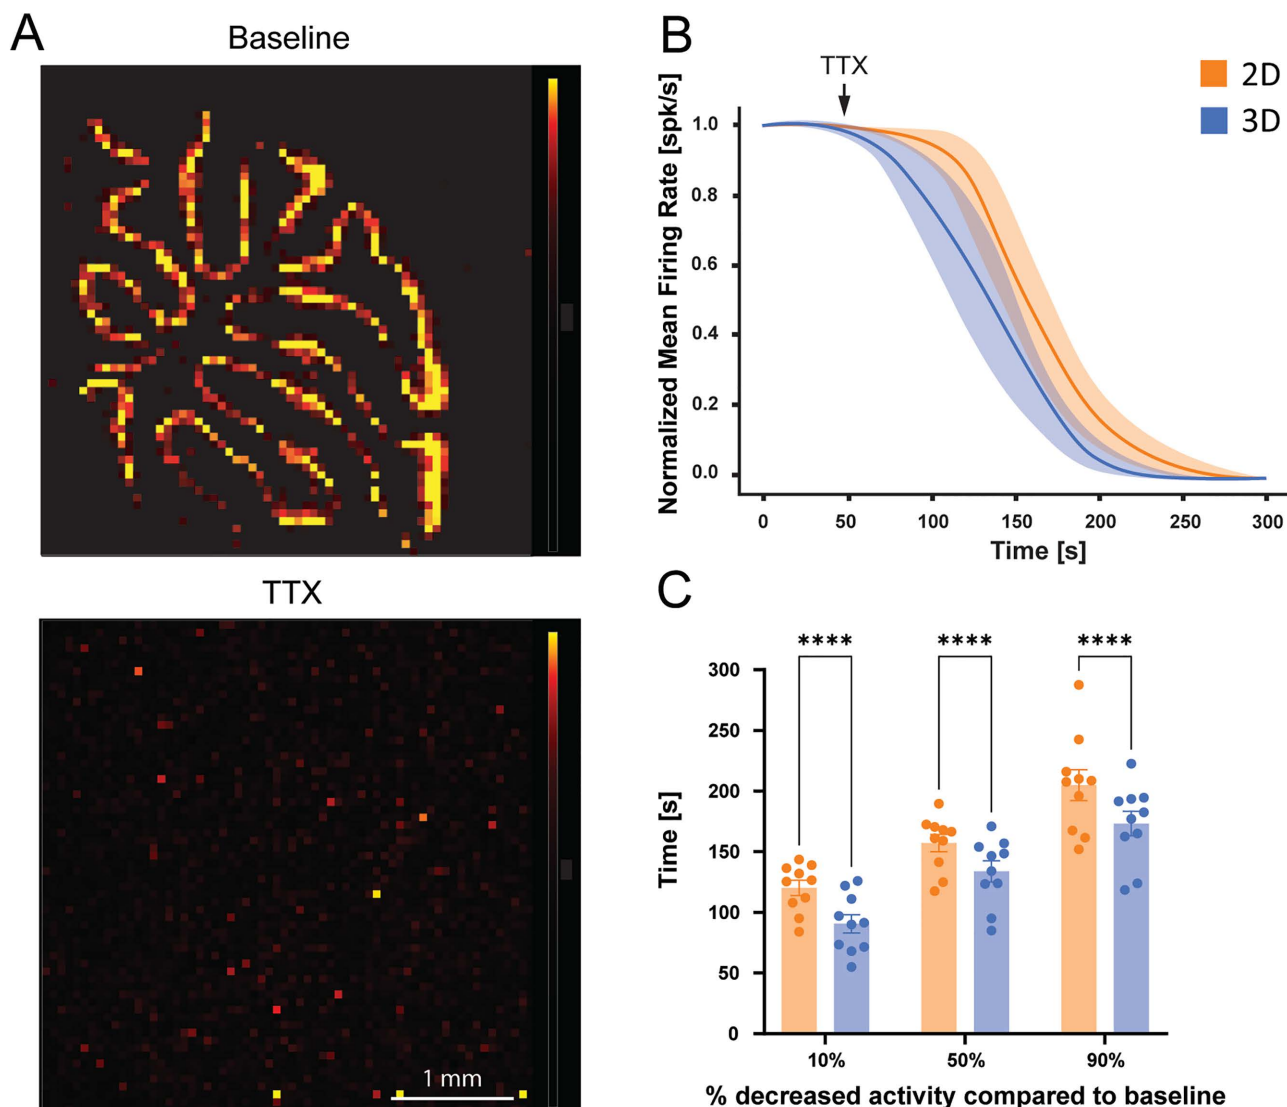 A
Baseline
TTX
1 mm
B
TTX
2D
3D
Normalized Mean Firing Rate [spk/s]
1.0
0.8
0.6
0.4
0.2
0.0
0 50 100 150 200 250 300
Time [s]
C
**** **** ****
Time [s]
300
250
200
150
100
50
0
10% 50% 90%
% decreased activity compared to baseline